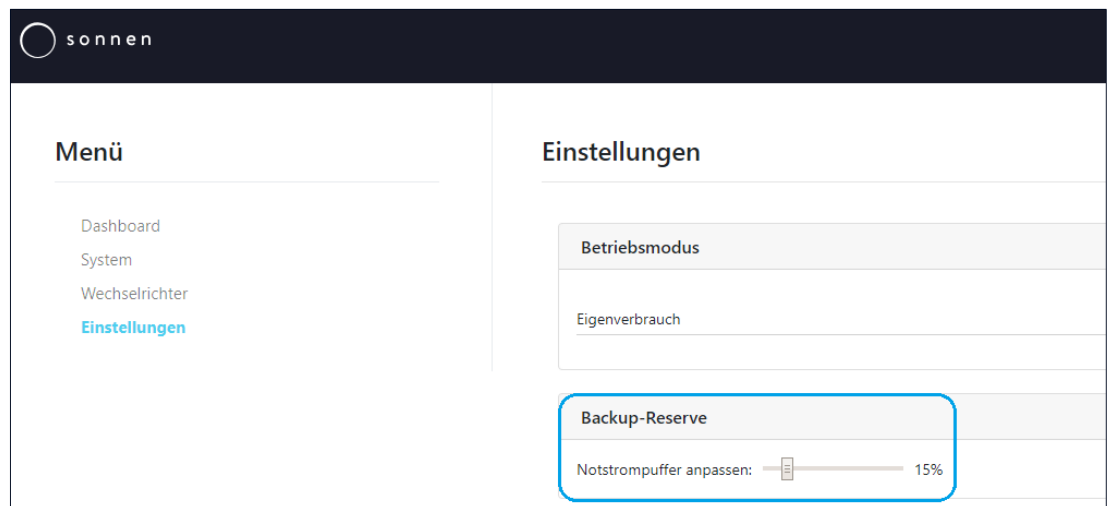 sonnen
Menü
Dashboard
System
Wechselrichter
Einstellungen
Einstellungen
Betriebsmodus
Eigenverbrauch
Backup-Reserve
Notstrompuffer anpassen: 15%